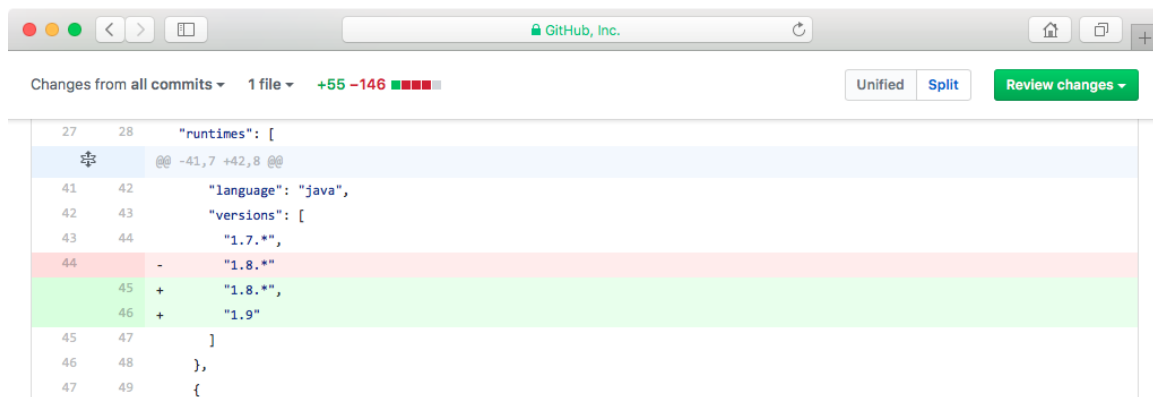 GitHub, Inc.
Changes from all commits 1 file +55 −146 Unified Split Review changes
27 28 "runtimes": [
@@ -41,7 +42,8 @@
41 42 "language": "java",
42 43 "versions": [
43 44 "1.7.*",
44 - "1.8.*"
45 + "1.8.*",
46 + "1.9"
45 47 ]
46 48 },
47 49 {